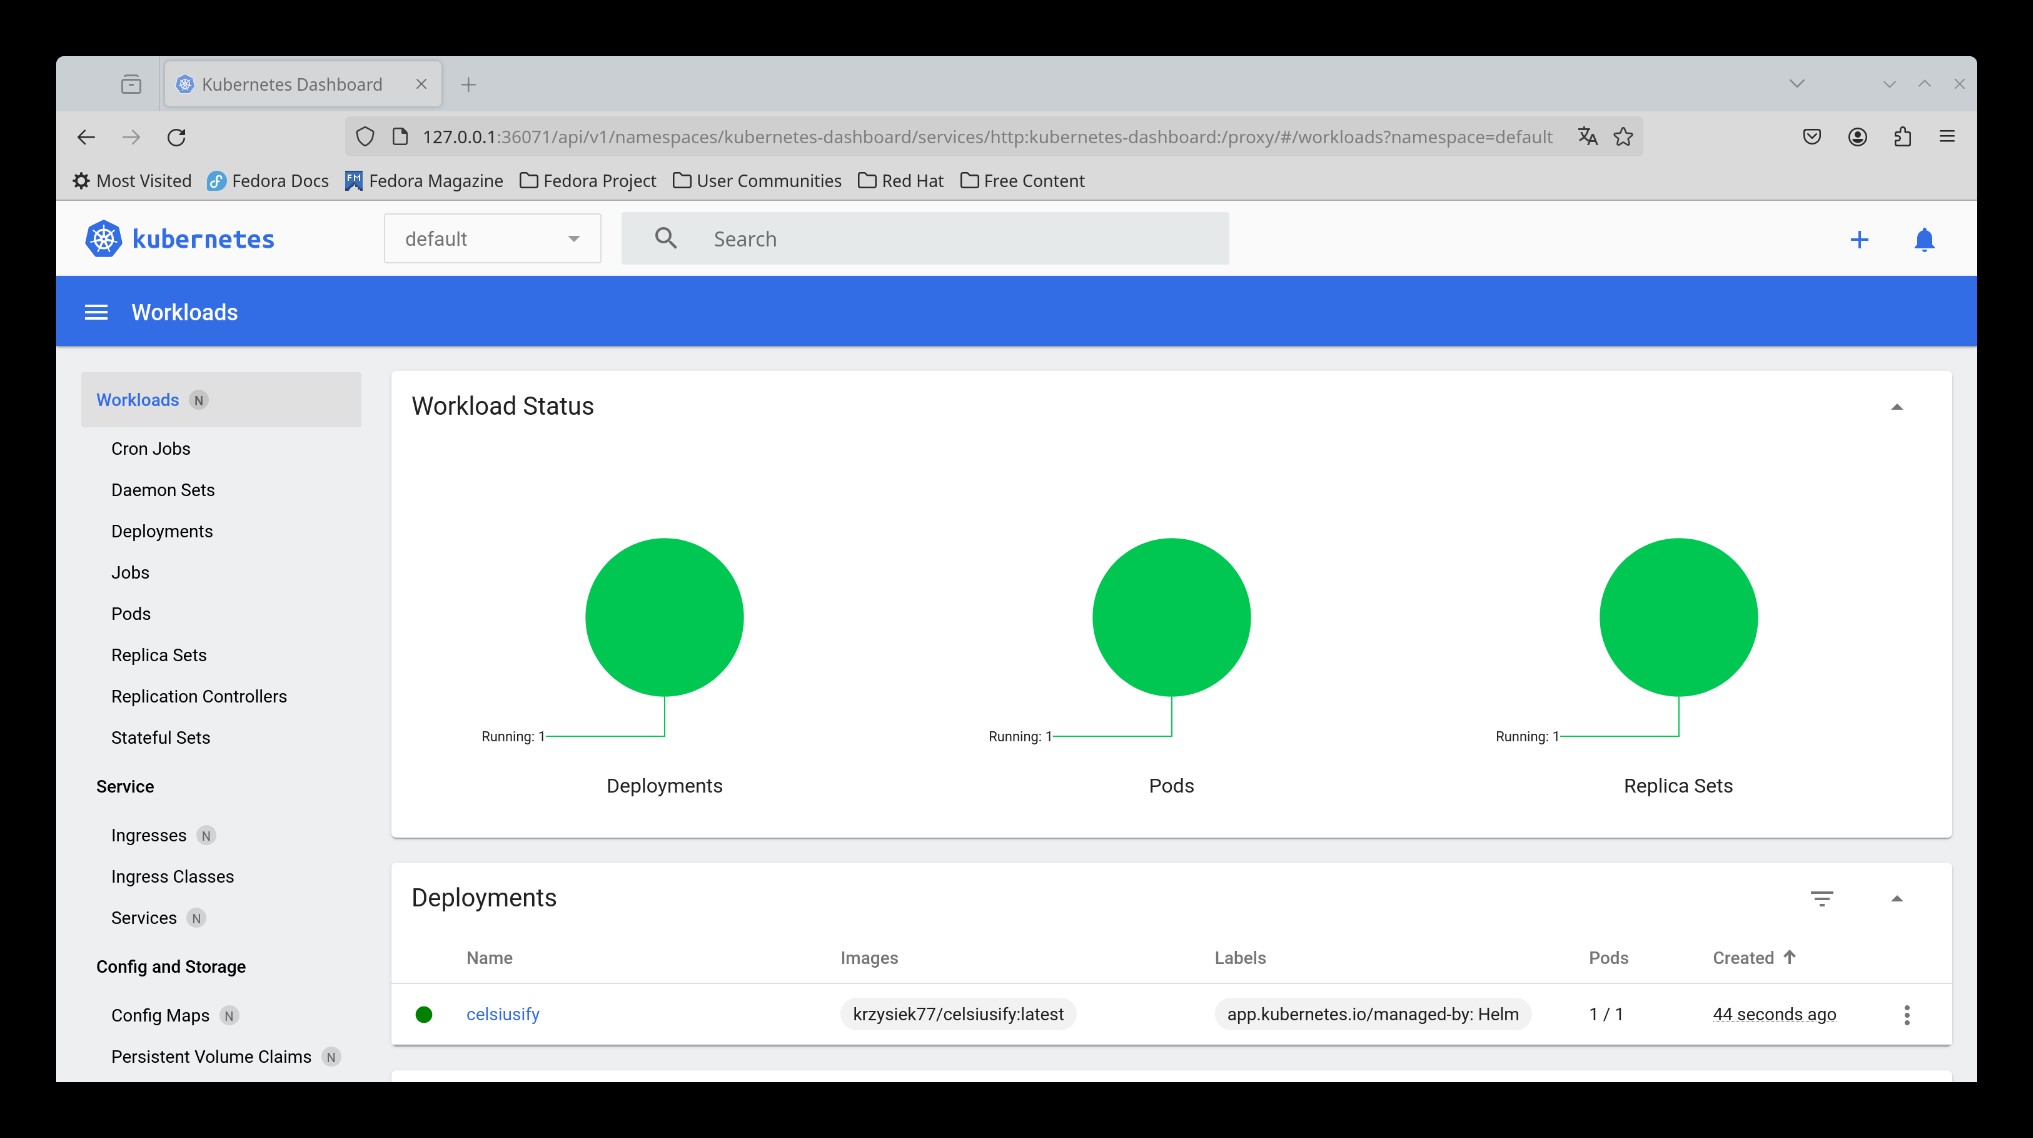 Kubernetes Dashboard
127.0.0.1:36071/api/v1/namespaces/kubernetes-dashboard/services/http:kubernetes-dashboard:/proxy/#/workloads?namespace=default
Most Visited Fedora Docs Fedora Magazine Fedora Project User Communities Red Hat Free Content
kubernetes default Search
Workloads
Workloads N
Cron Jobs
Daemon Sets
Deployments
Jobs
Pods
Replica Sets
Replication Controllers
Stateful Sets
Service
Ingresses N
Ingress Classes
Services N
Config and Storage
Config Maps N
Persistent Volume Claims N
Workload Status
Running: 1 Running: 1 Running: 1
Deployments Pods Replica Sets
Deployments
Name Images Labels Pods Created
celsiusify krzysiek77/celsiusify:latest app.kubernetes.io/managed-by: Helm 1 / 1 44 seconds ago